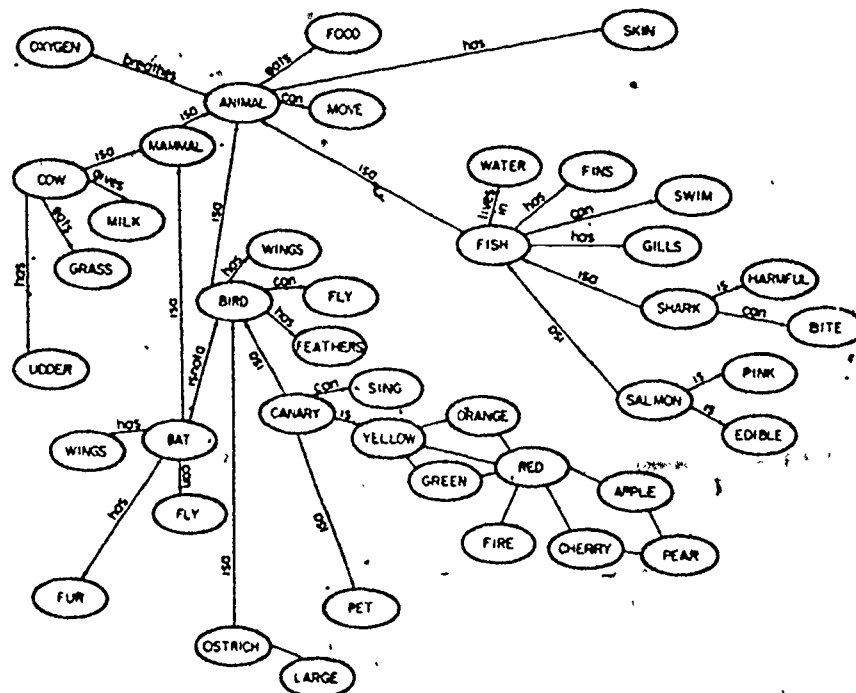 OXYGEN
FOOD
SKIN
breathes
eats
has
ANIMAL
can
MOVE
isa
MAMMAL
isa
COW
gives
MILK
eats
GRASS
has
UDDER
isa
isa
isa
WATER
FINS
SWIM
lives
in
has
can
FISH
has
GILLS
isa
HARMFUL
is
SHARK
can
BITE
isa
PINK
is
SALMON
is
EDIBLE
WINGS
has
can
BIRD
FLY
has
FEATHERS
isnota
isa
can
SING
CANARY
is
YELLOW
ORANGE
GREEN
RED
APPLE
FIRE
CHERRY
PEAR
has
BAT
WINGS
can
FLY
has
FUR
isa
isa
PET
OSTRICH
LARGE